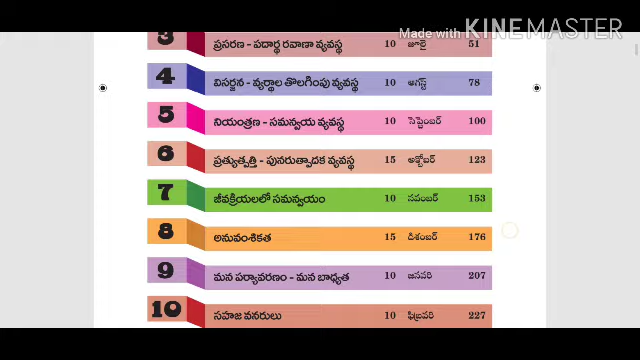 Made with KINEMASTER
3 ప్రసరణ - పదార్థ రవాణా వ్యవస్థ 10 జూలై 51
4 విసర్జన - వ్యర్థాల తొలగింపు వ్యవస్థ 10 ఆగస్ట్ 78
5 నియంత్రణ - సమన్వయ వ్యవస్థ 10 సెప్టెంబర్ 100
6 ప్రత్యుత్పత్తి - పునరుత్పాదక వ్యవస్థ 15 అక్టోబర్ 123
7 జీవక్రియలలో సమన్వయం 10 నవంబర్ 153
8 అనువంశికత 15 డిశంబర్ 176
9 మన పర్యావరణం - మన బాధ్యత 10 జనవరి 207
10 సహజ వనరులు 10 ఫిబ్రవరి 227